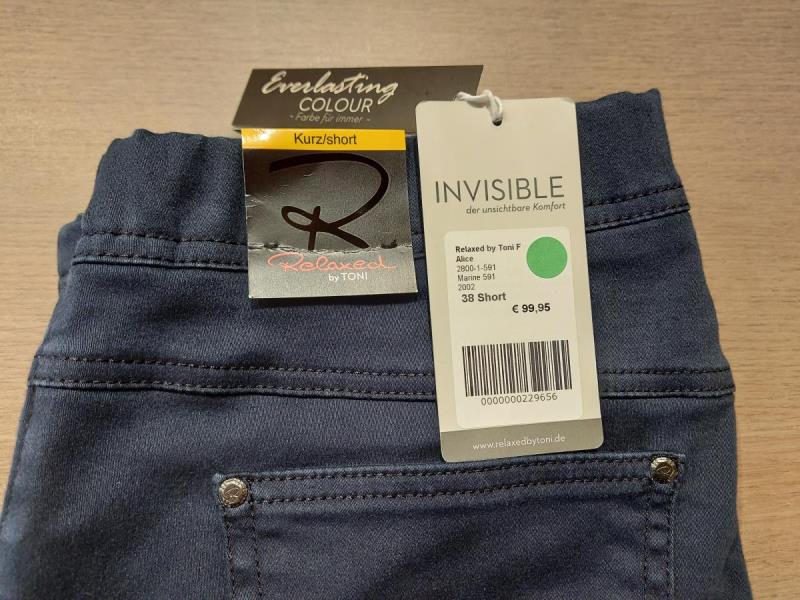 Everlasting
COLOUR
- Farbe für immer -
Kurz/short
R
Relaxed
by TONI
INVISIBLE
der unsichtbare Komfort
Relaxed by Toni F
Alice
2800-1-591
Marine 591
2002
38 Short
€ 99,95
0000000229656
www.relaxedbytoni.de